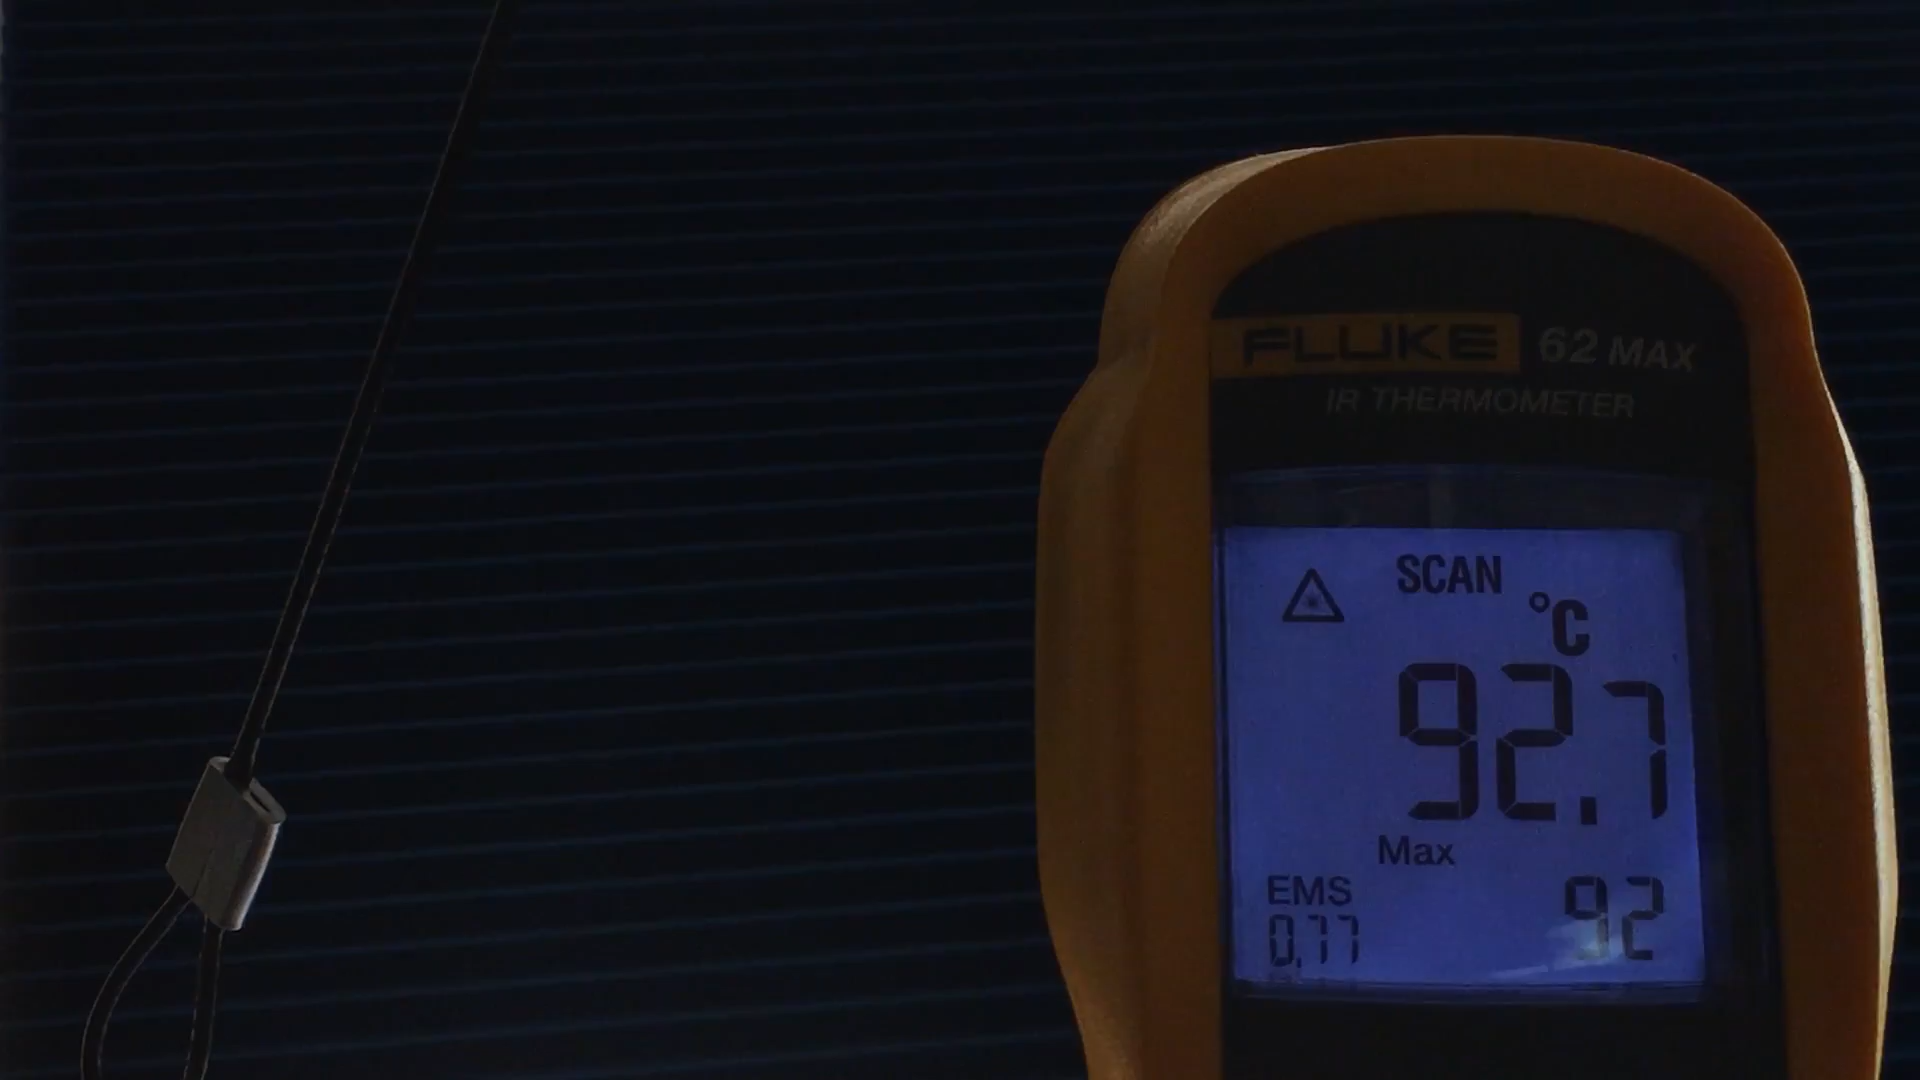 FLUKE 62 MAX
IR THERMOMETER
SCAN
°C
92.7
Max
EMS
0.77 92